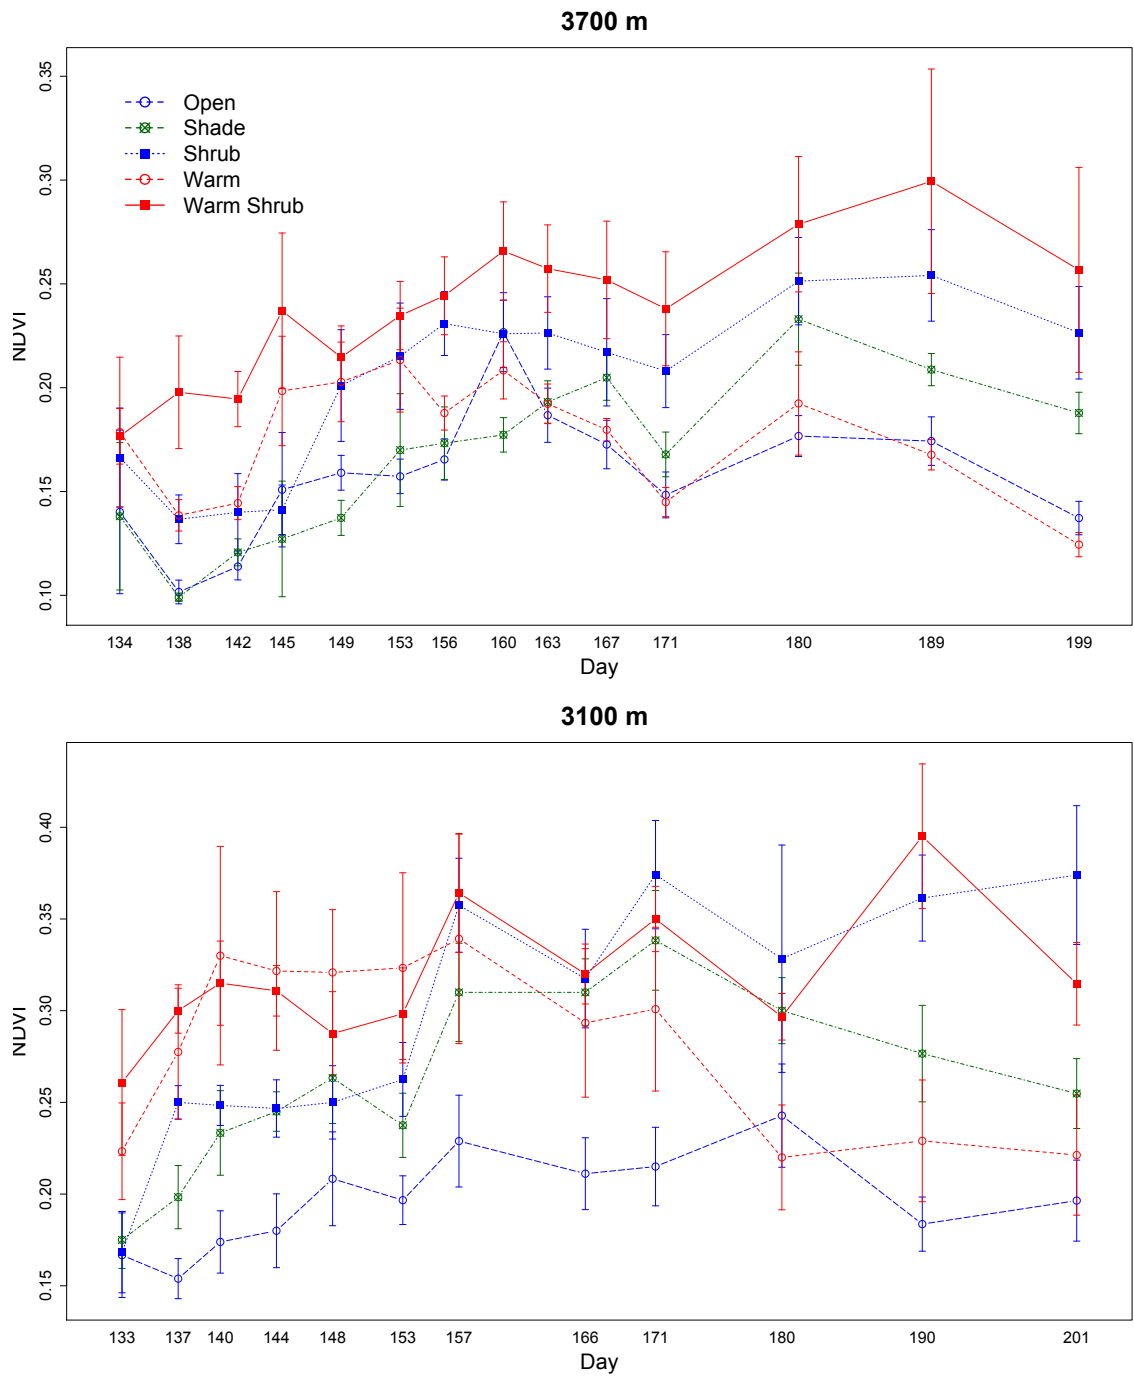 3700 m
0.35
0.30
0.25
0.20
0.15
0.10
NDVI
Open
Shade
Shrub
Warm
Warm Shrub
134 138 142 145 149 153 156 160 163 167 171 180 189 199
Day
3100 m
0.40
0.35
0.30
0.25
0.20
0.15
NDVI
133 137 140 144 148 153 157 166 171 180 190 201
Day